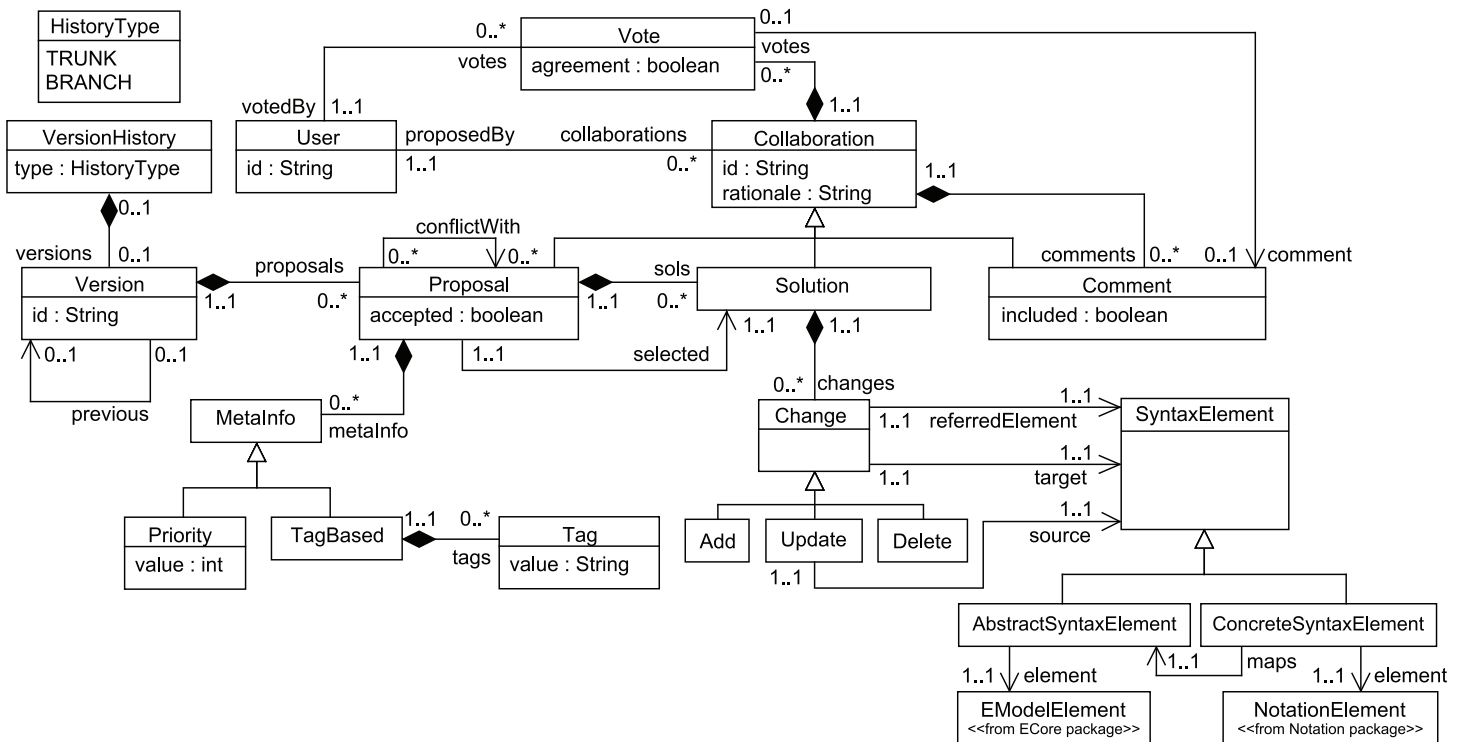 HistoryType
TRUNK
BRANCH
0..*
Vote
0..1
votes
agreement : boolean
votes
0..*
votedBy
1..1
1..1
VersionHistory
type : HistoryType
User
id : String
proposedBy
collaborations
1..1
0..*
Collaboration
id : String
rationale : String
1..1
0..1
conflictWith
versions
0..1
0..*
0..*
comments
0..*
0..1
comment
Version
id : String
proposals
1..1
0..*
Proposal
accepted : boolean
sols
1..1
0..*
Solution
Comment
included : boolean
0..1
0..1
1..1
1..1
selected
1..1
1..1
previous
0..*
changes
MetaInfo
0..*
metaInfo
Change
1..1
referredElement
1..1
SyntaxElement
1..1
1..1
target
Priority
value : int
TagBased
1..1
0..*
tags
Tag
value : String
Add
Update
Delete
1..1
source
1..1
AbstractSyntaxElement
ConcreteSyntaxElement
1..1
maps
1..1
element
1..1
element
EModelElement
<<from ECore package>>
NotationElement
<<from Notation package>>